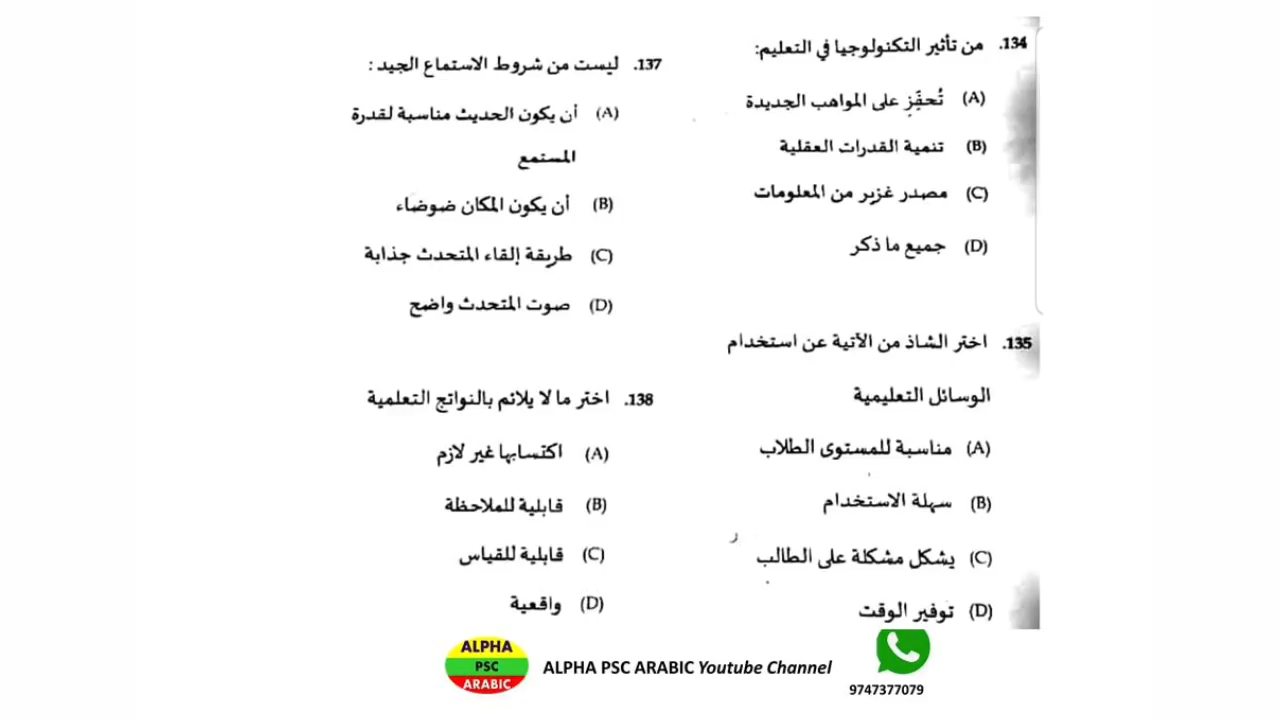 134. من تأثير التكنولوجيا في التعليم:
(A) تُحفِّز على المواهب الجديدة
(B) تنمية القدرات العقلية
(C) مصدر غزير من المعلومات
(D) جميع ما ذكر
135. اختر الشاذ من الآتية عن استخدام
الوسائل التعليمية
(A) مناسبة للمستوى الطلاب
(B) سهلة الاستخدام
(C) يشكل مشكلة على الطالب
(D) توفير الوقت
137. ليست من شروط الاستماع الجيد :
(A) أن يكون الحديث مناسبة لقدرة
المستمع
(B) أن يكون المكان ضوضاء
(C) طريقة إلقاء المتحدث جذابة
(D) صوت المتحدث واضح
138. اختر ما لا يلائم بالنواتج التعلمية
(A) اكتسابها غير لازم
(B) قابلية للملاحظة
(C) قابلية للقياس
(D) واقعية
ALPHA
PSC
ARABIC
ALPHA PSC ARABIC Youtube Channel
9747377079